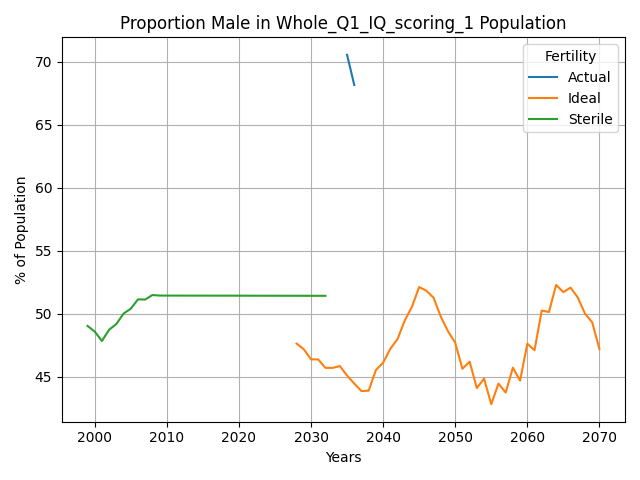 Proportion Male in Whole_Q1_IQ_scoring_1 Population
Fertility
Actual
Ideal
Sterile
% of Population
70
65
60
55
50
45
2000 2010 2020 2030 2040 2050 2060 2070
Years